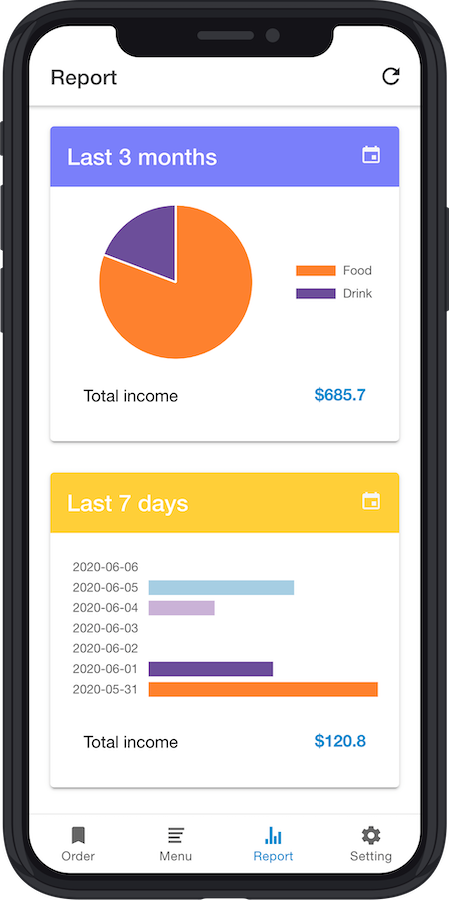 Report
Last 3 months
Food
Drink
Total income $685.7
Last 7 days
2020-06-06
2020-06-05
2020-06-04
2020-06-03
2020-06-02
2020-06-01
2020-05-31
Total income $120.8
Order Menu Report Setting